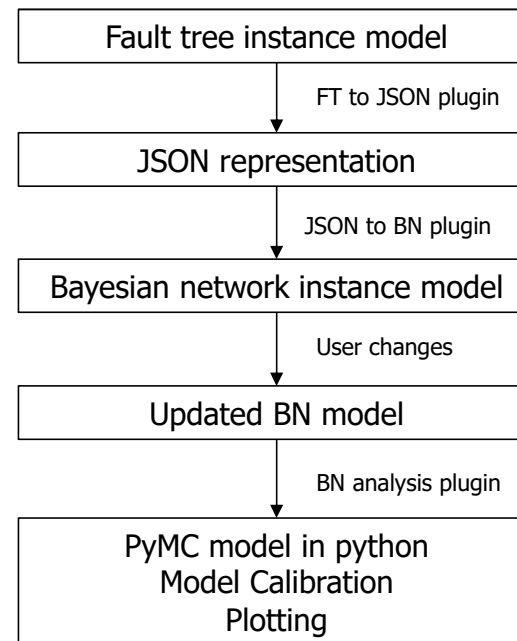 Fault tree instance model
FT to JSON plugin
JSON representation
JSON to BN plugin
Bayesian network instance model
User changes
Updated BN model
BN analysis plugin
PyMC model in python
Model Calibration
Plotting